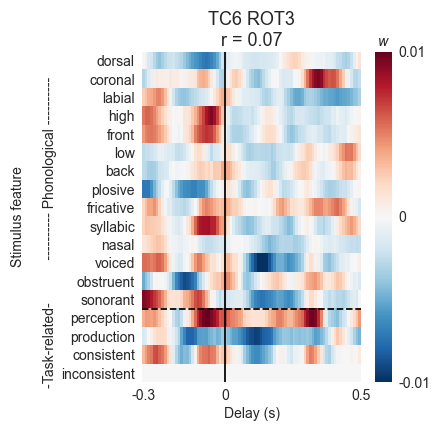 TC6 ROT3
r = 0.07
w
dorsal
coronal
labial
high
front
low
back
plosive
fricative
syllabic
nasal
voiced
obstruent
sonorant
perception
production
consistent
inconsistent
Stimulus feature
-Task-related- ----------- Phonological -----------
0.01
0
-0.01
-0.3 0 0.5
Delay (s)